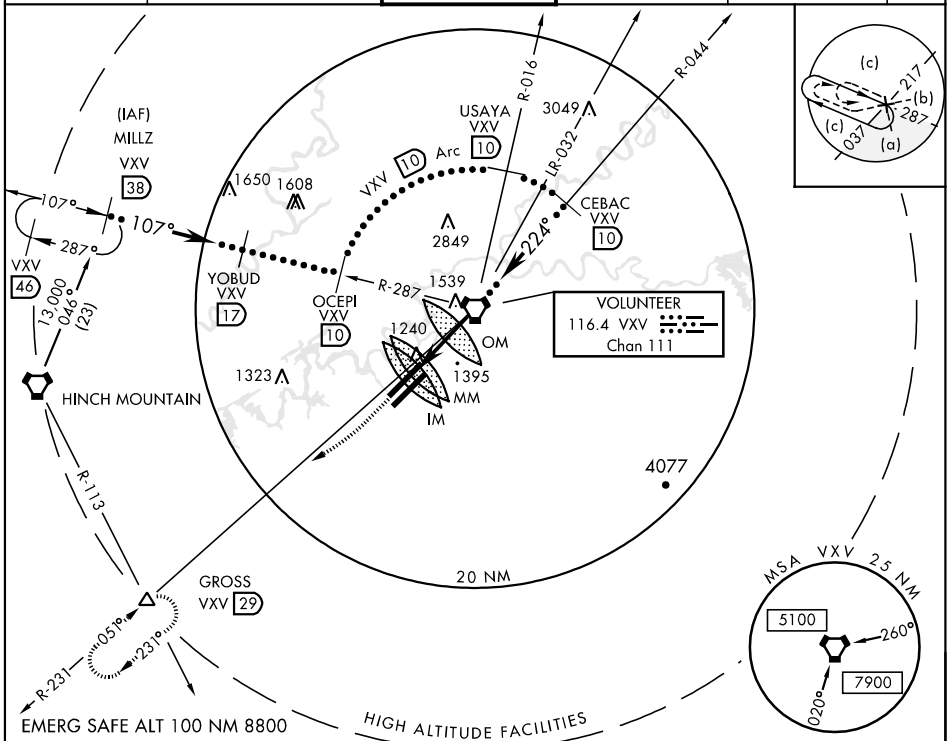 (IAF)
MILLZ
VXV
38
107°
107°
287°
VXV
46
13,000
046°
(23)
HINCH MOUNTAIN
R-113
1650
1608
YOBUD
VXV
17
OCEPI
VXV
10
R-287
VXV
10
Arc
USAYA
VXV
10
3049
R-016
LR-032
R-044
CEBAC
VXV
10
224°
2849
1539
1240
OM
1395
MM
IM
1323
VOLUNTEER
116.4 VXV
Chan 111
4077
20 NM
GROSS
VXV 29
051°
231°
R-231
EMERG SAFE ALT 100 NM 8800
HIGH ALTITUDE FACILITIES
(c)
217
(b)
287
(c)
(a)
037
MSA VXV 25 NM
5100
260°
7900
020°